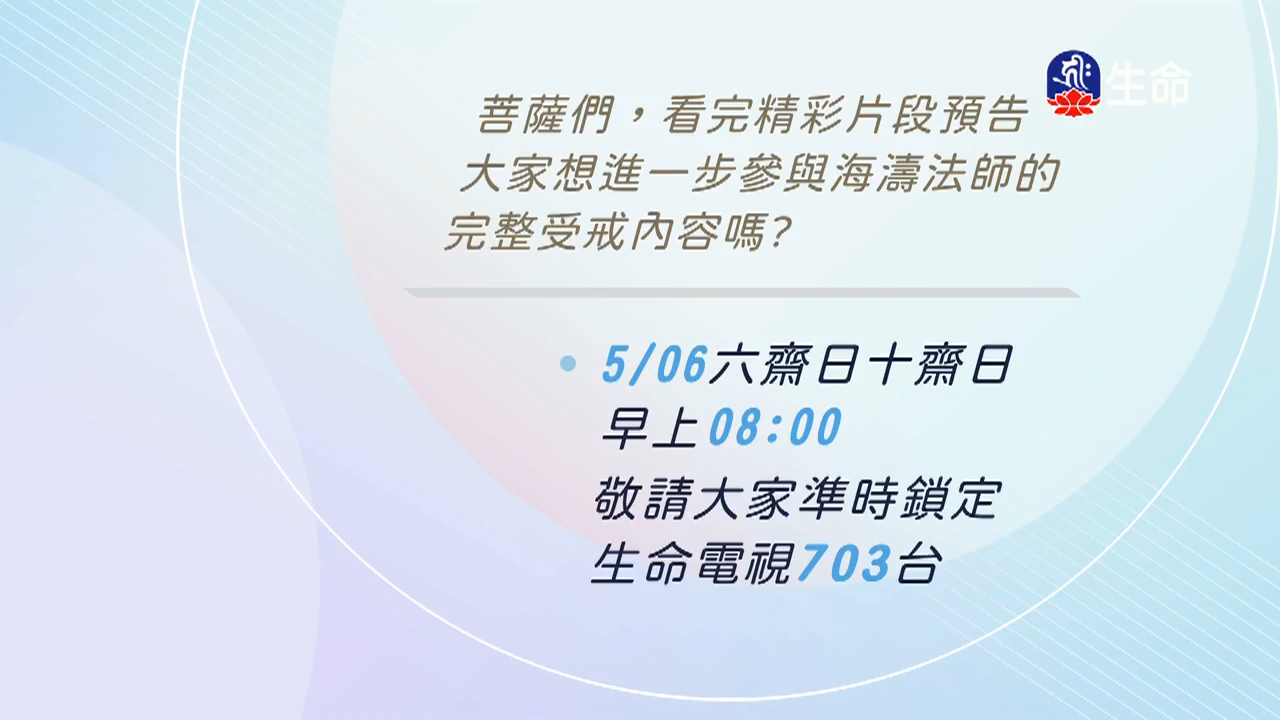 生命
菩薩們，看完精彩片段預告
大家想進一步參與海濤法師的
完整受戒內容嗎?
5/06六齋日十齋日
早上08:00
敬請大家準時鎖定
生命電視703台